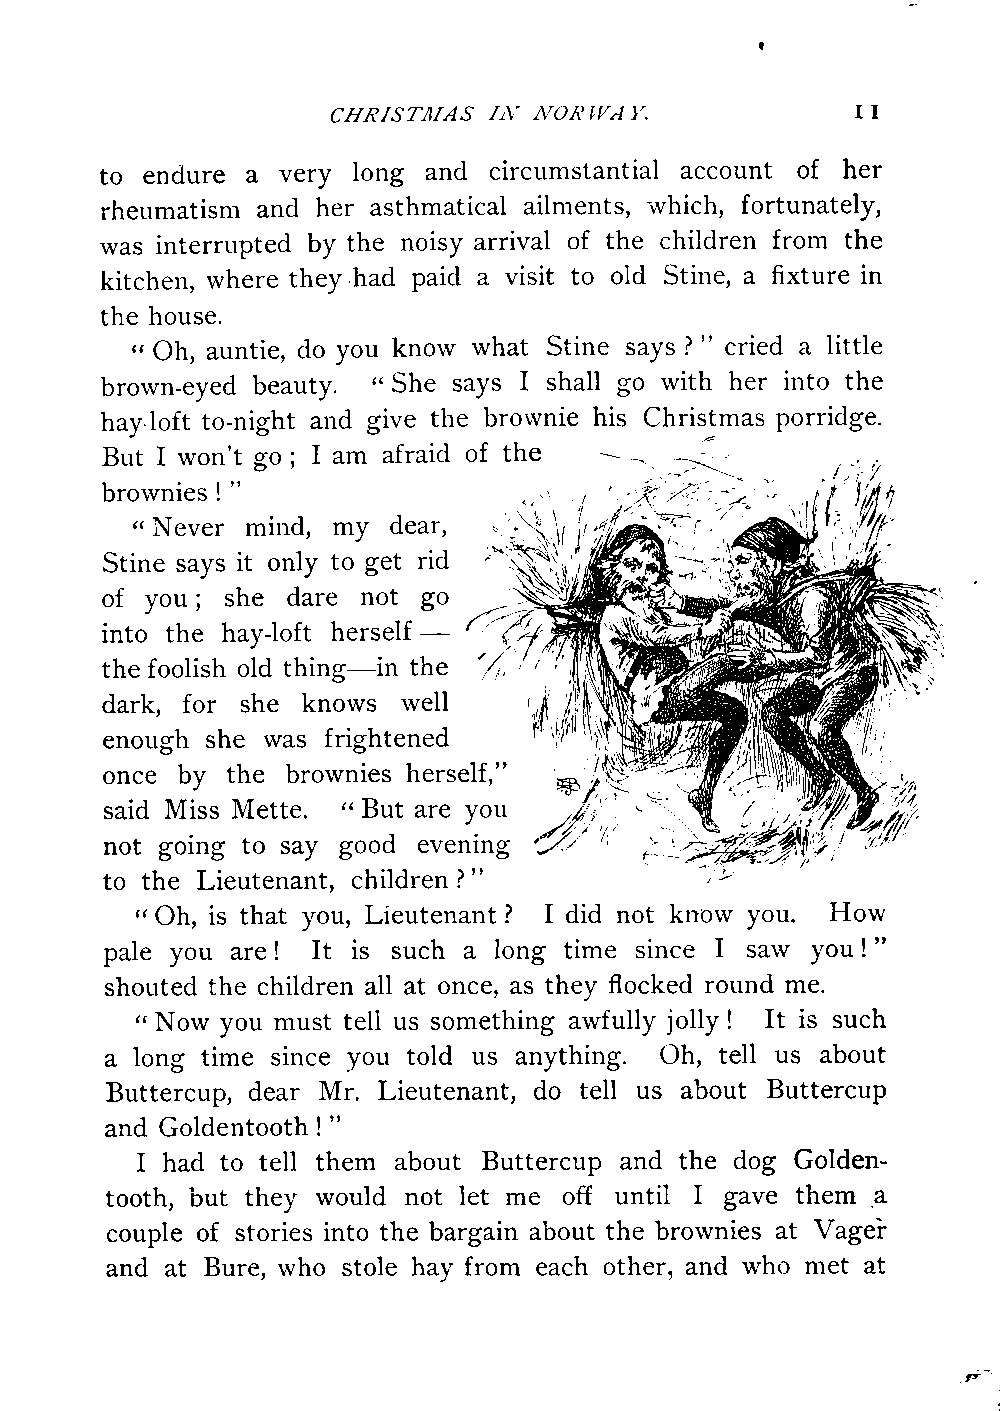 CHRISTMAS IN NORWAY. 11
to endure a very long and circumstantial account of her
rheumatism and her asthmatical ailments, which, fortunately,
was interrupted by the noisy arrival of the children from the
kitchen, where they had paid a visit to old Stine, a fixture in
the house.
“ Oh, auntie, do you know what Stine says ? ” cried a little
brown-eyed beauty. “ She says I shall go with her into the
hay-loft to-night and give the brownie his Christmas porridge.
But I won't go ; I am afraid of the
brownies ! ”
“ Never mind, my dear,
Stine says it only to get rid
of you ; she dare not go
into the hay-loft herself —
the foolish old thing—in the
dark, for she knows well
enough she was frightened
once by the brownies herself,”
said Miss Mette. “ But are you
not going to say good evening
to the Lieutenant, children ? ”
“ Oh, is that you, Lieutenant ? I did not know you. How
pale you are ! It is such a long time since I saw you ! ”
shouted the children all at once, as they flocked round me.
“ Now you must tell us something awfully jolly ! It is such
a long time since you told us anything. Oh, tell us about
Buttercup, dear Mr. Lieutenant, do tell us about Buttercup
and Goldentooth ! ”
I had to tell them about Buttercup and the dog Golden-
tooth, but they would not let me off until I gave them a
couple of stories into the bargain about the brownies at Vager
and at Bure, who stole hay from each other, and who met at